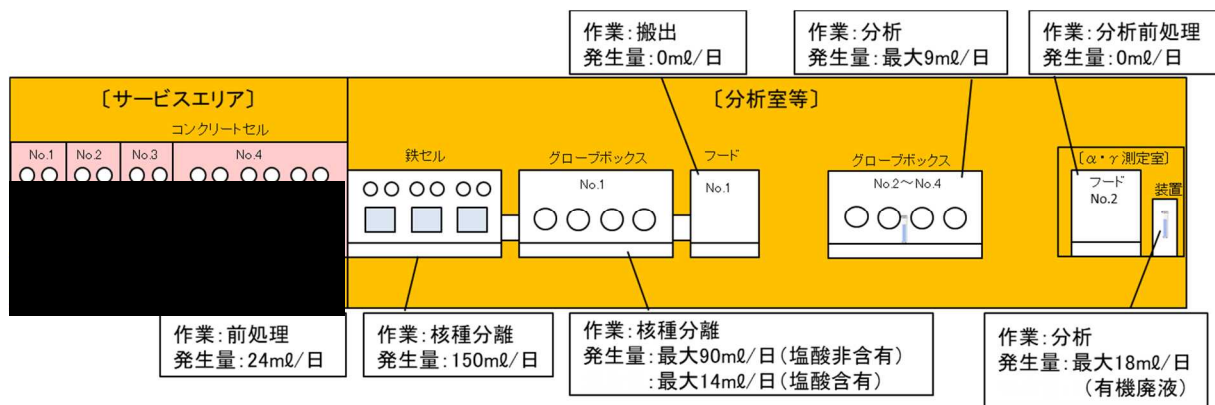 作業:搬出
発生量:0mℓ/日
作業:分析
発生量:最大9mℓ/日
作業:分析前処理
発生量:0mℓ/日
〔サービスエリア〕
〔分析室等〕
コンクリートセル
No.1
No.2
No.3
No.4
鉄セル
グローブボックス
No.1
フード
No.1
グローブボックス
No.2~No.4
〔α・γ測定室〕
フード
No.2
装置
作業:前処理
発生量:24mℓ/日
作業:核種分離
発生量:150mℓ/日
作業:核種分離
発生量:最大90mℓ/日(塩酸非含有)
:最大14mℓ/日(塩酸含有)
作業:分析
発生量:最大18mℓ/日
(有機廃液)